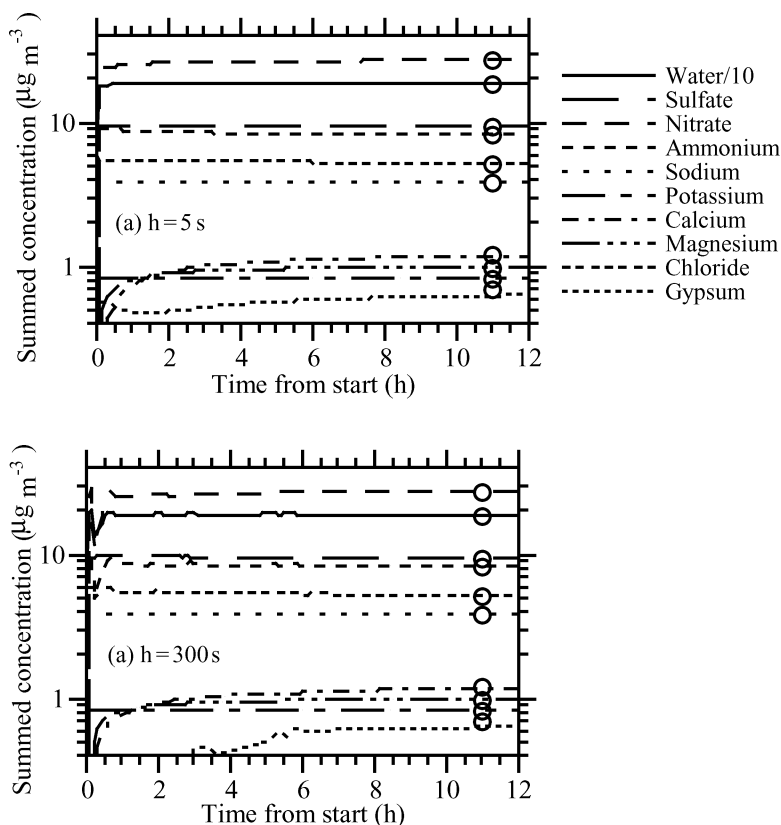 Summed concentration (μg m⁻³)
10
1
(a) h = 5 s
0 2 4 6 8 10 12
Time from start (h)
Water/10
Sulfate
Nitrate
Ammonium
Sodium
Potassium
Calcium
Magnesium
Chloride
Gypsum
Summed concentration (μg m⁻³)
10
1
(a) h = 300 s
0 2 4 6 8 10 12
Time from start (h)